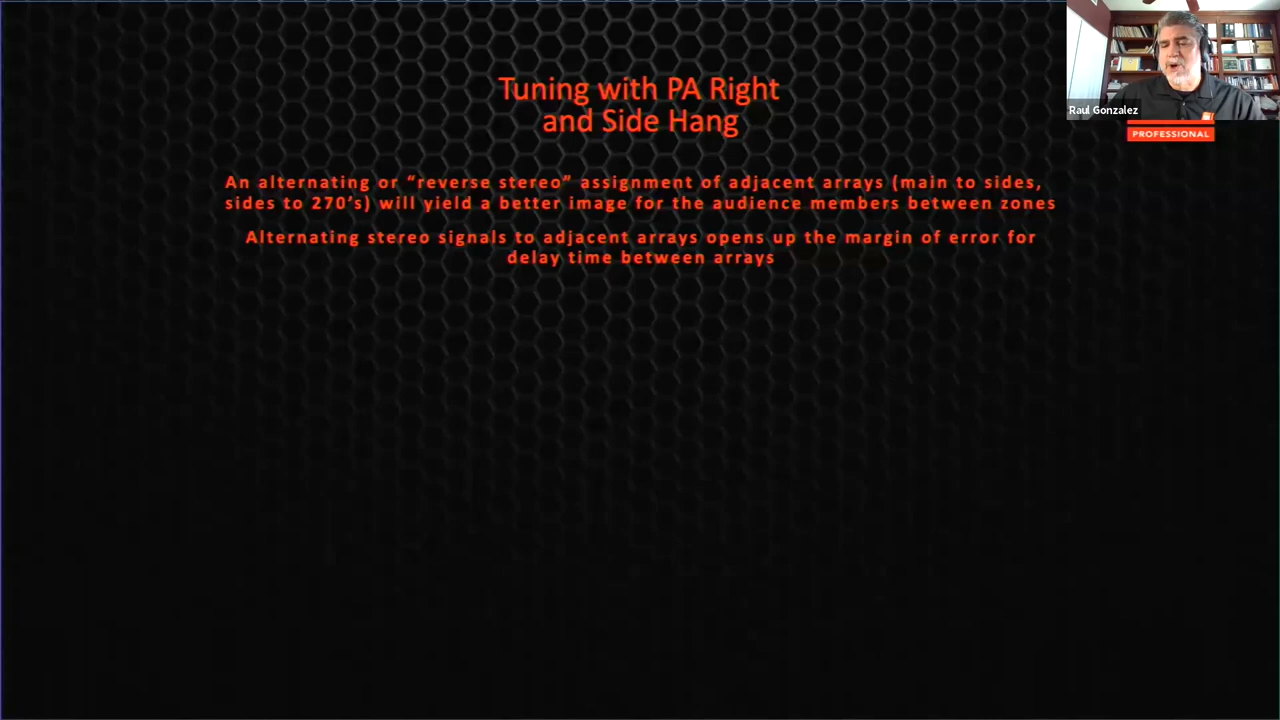 Tuning with PA Right
and Side Hang
Raul Gonzalez
PROFESSIONAL
An alternating or “reverse stereo” assignment of adjacent arrays (main to sides,
sides to 270’s) will yield a better image for the audience members between zones
Alternating stereo signals to adjacent arrays opens up the margin of error for
delay time between arrays